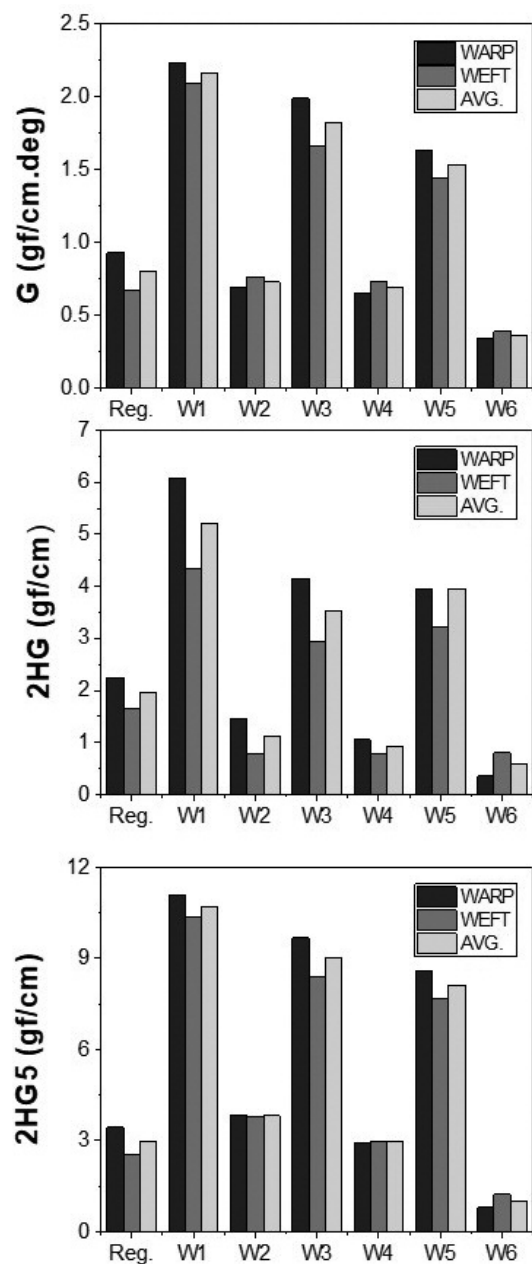 G (gf/cm.deg)
2.5
2.0
1.5
1.0
0.5
0.0
WARP
WEFT
AVG.
Reg. W1 W2 W3 W4 W5 W6
2HG (gf/cm)
7
6
5
4
3
2
1
0
WARP
WEFT
AVG.
Reg. W1 W2 W3 W4 W5 W6
2HG5 (gf/cm)
12
9
6
3
0
WARP
WEFT
AVG.
Reg. W1 W2 W3 W4 W5 W6